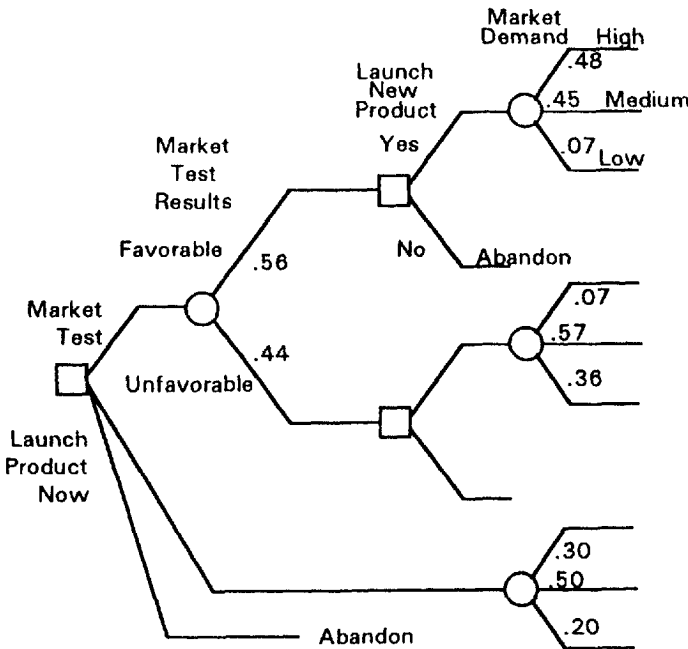 Market
Demand High
.48
Launch
New
Product
.45 Medium
Yes
.07
Low
Market
Test
Results
Favorable
.56
No
Abandon
Market
Test
.07
.57
.44
Unfavorable
.36
Launch
Product
Now
.30
.50
.20
Abandon